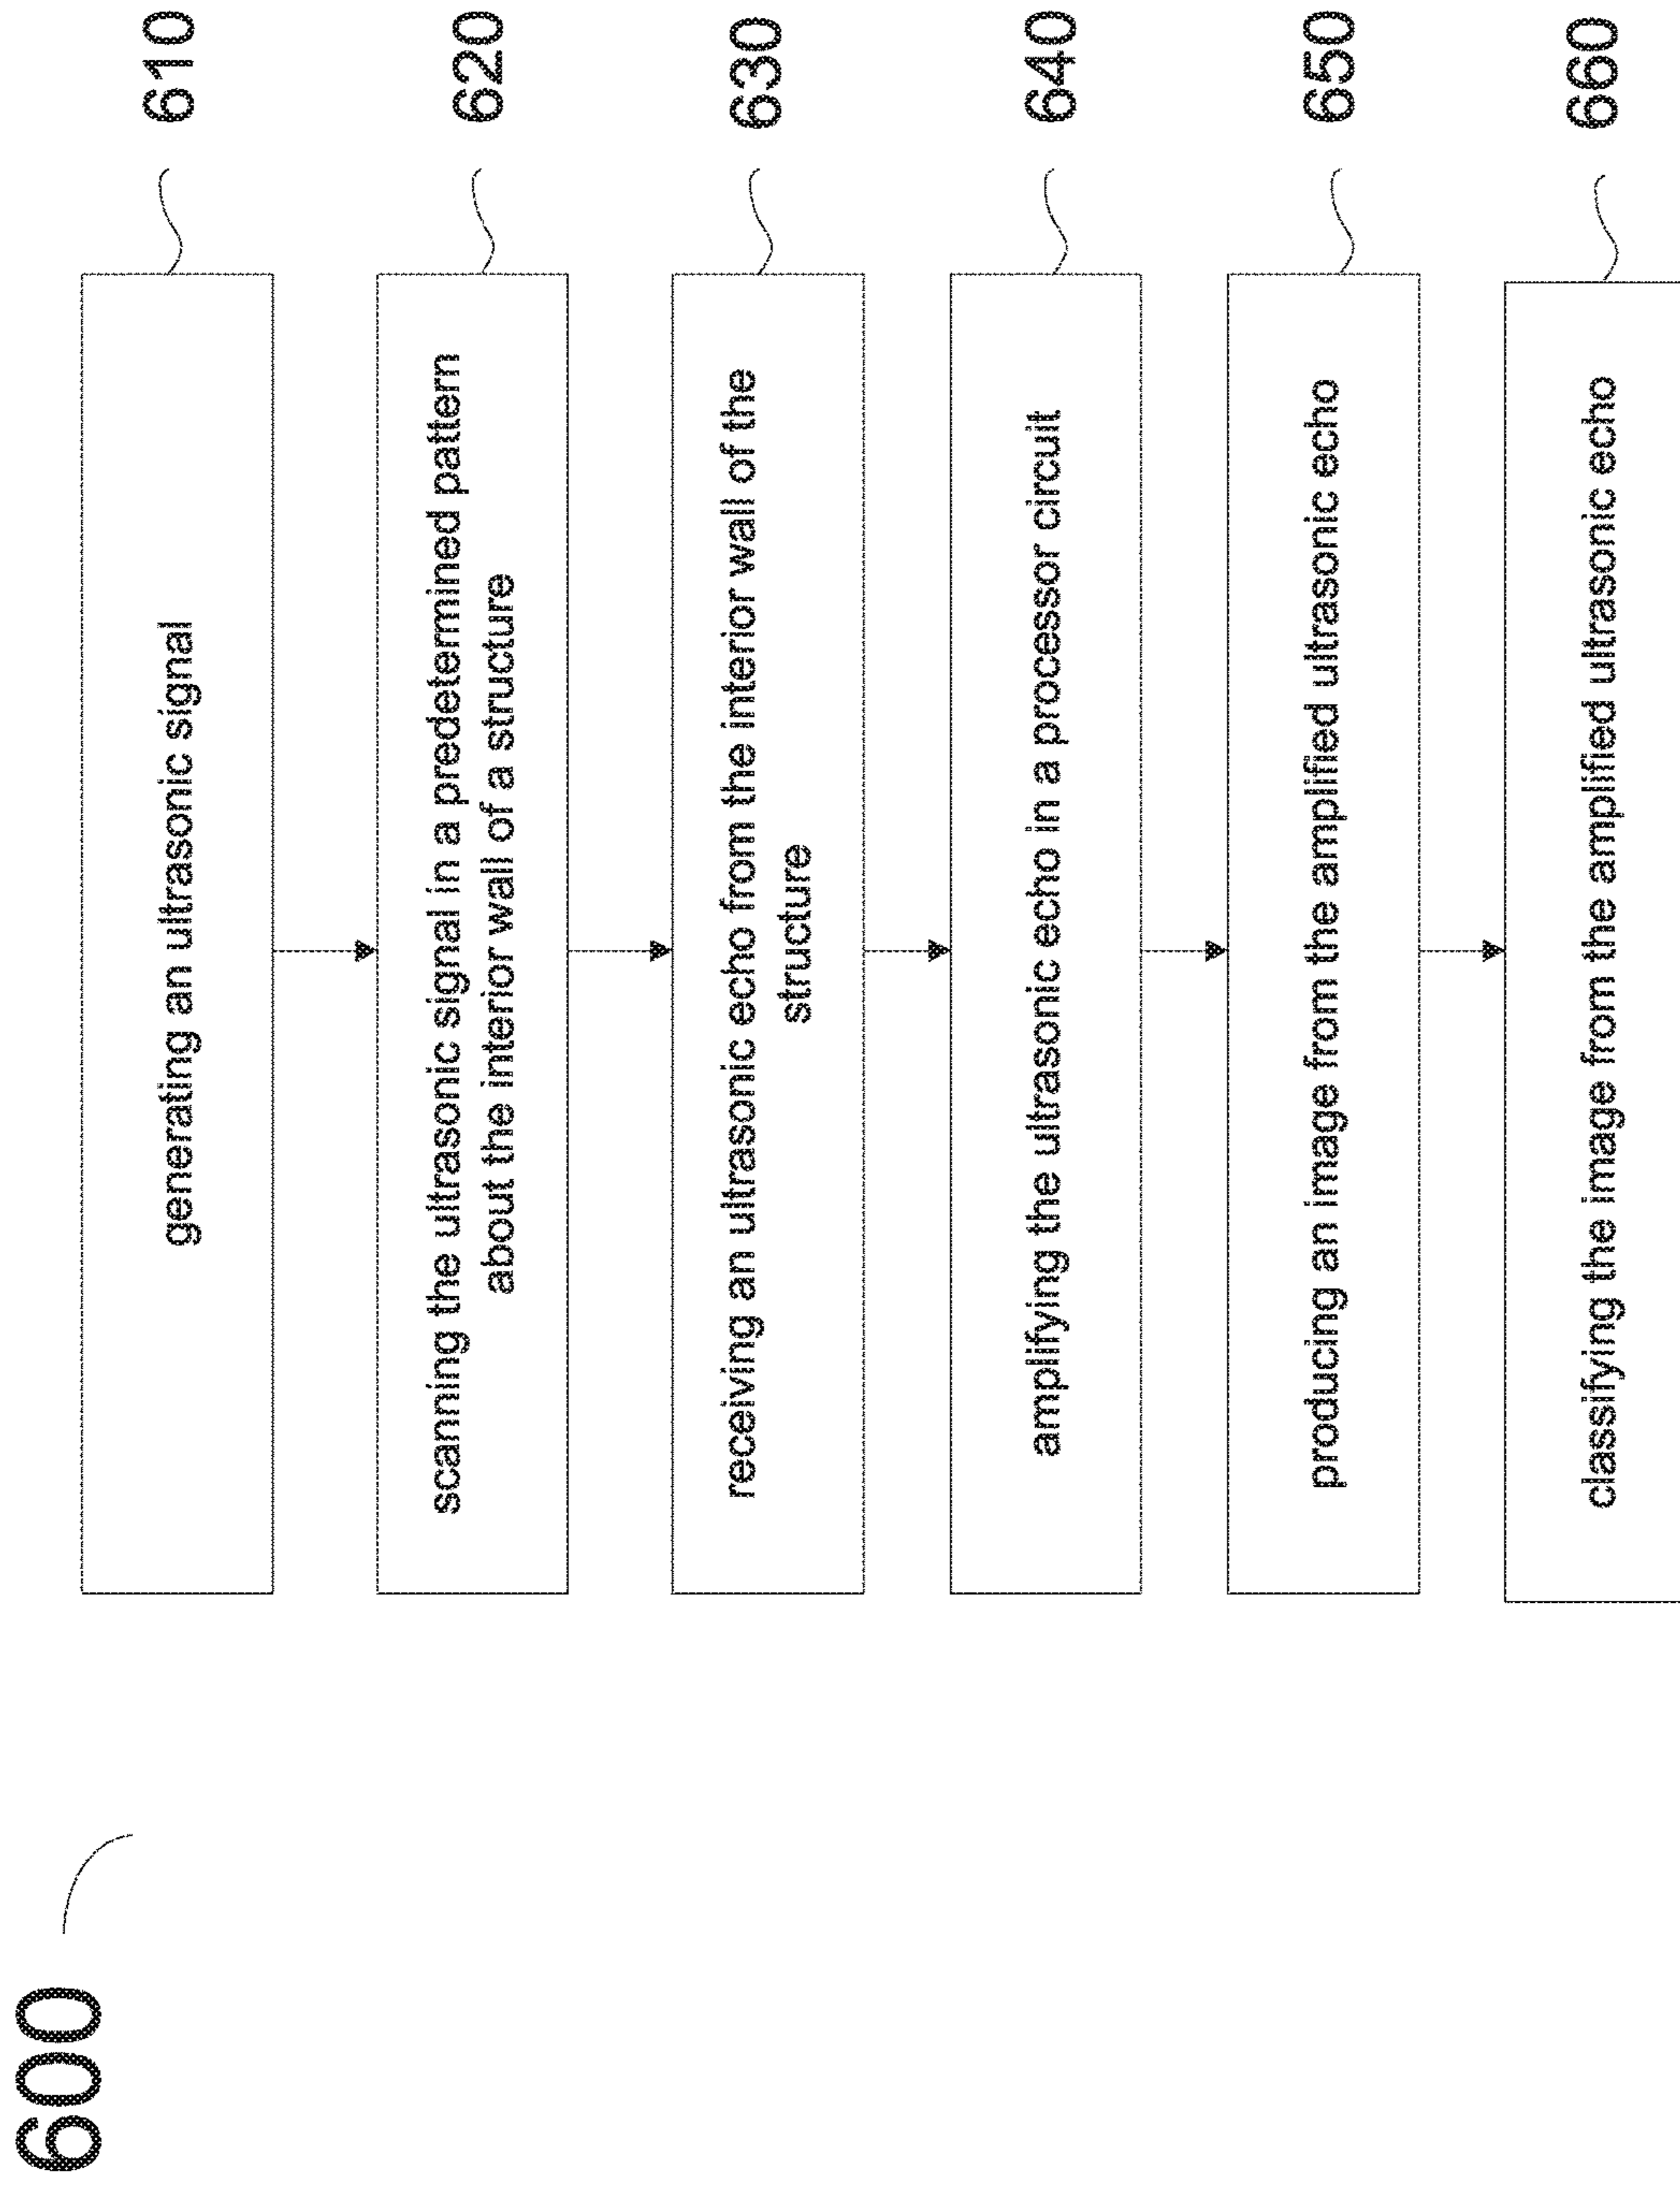 600
generating an ultrasonic signal
610
scanning the ultrasonic signal in a predetermined pattern
about the interior wall of a structure
620
receiving an ultrasonic echo from the interior wall of the
structure
630
amplifying the ultrasonic echo in a processor circuit
640
producing an image from the amplified ultrasonic echo
650
classifying the image from the amplified ultrasonic echo
660